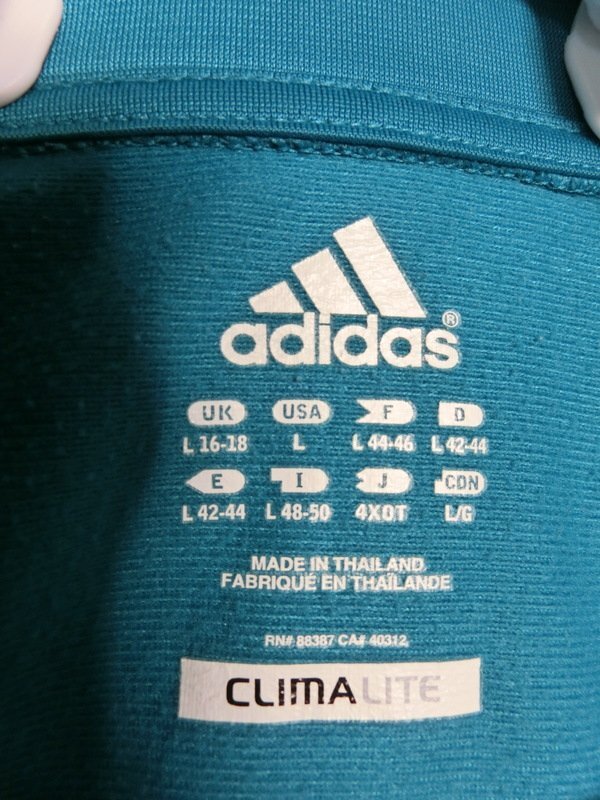 adidas®
UK USA F D
L 16-18 L L 44-46 L 42-44
E I J CDN
L 42-44 L 48-50 4XOT L/G
MADE IN THAILAND
FABRIQUÉ EN THAÏLANDE
RN# 88387 CA# 40312
CLIMALITE